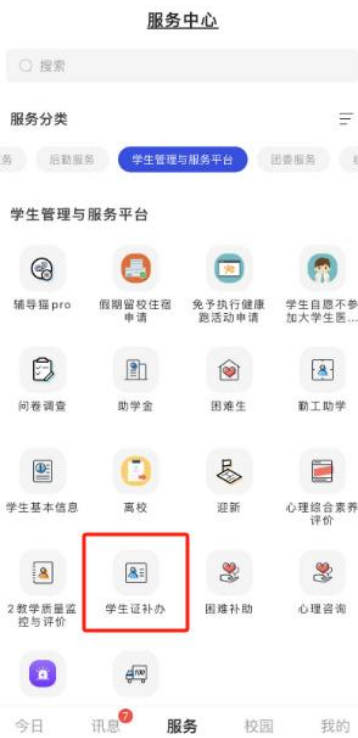 服务中心
搜索
服务分类
务 后勤服务 学生管理与服务平台 团委服务
学生管理与服务平台
辅导猫pro 假期留校住宿 免予执行健康 学生自愿不参
申请 跑活动申请 加大学生医...
问卷调查 助学金 困难生 勤工助学
学生基本信息 离校 迎新 心理综合素养
评价
2教学质量监 学生证补办 困难补助 心理咨询
控与评价
100
7
今日 讯息 服务 校园 我的